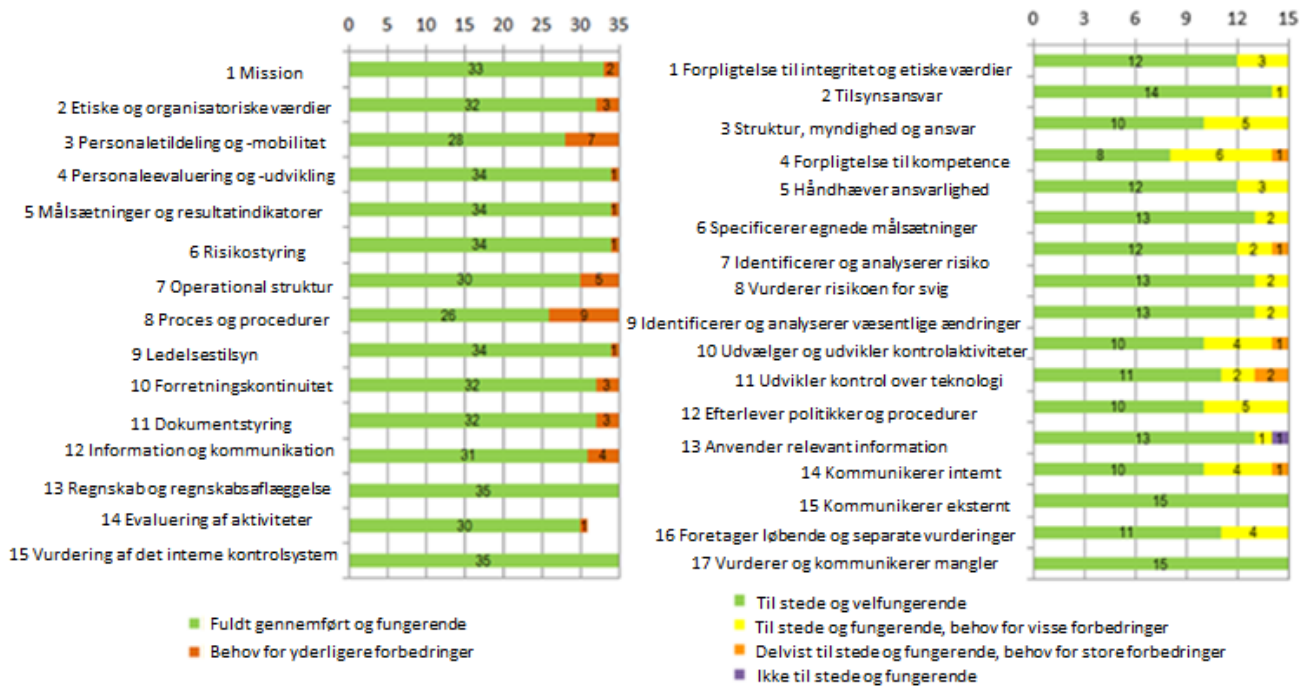 0 5 10 15 20 25 30 35
1 Mission 33 2
2 Etiske og organisatoriske værdier 32 3
3 Personaletildeling og -mobilitet 28 7
4 Personaleevaluering og -udvikling 34 1
5 Målsætninger og resultatindikatorer 34 1
6 Risikostyring 34 1
7 Operational struktur 30 5
8 Proces og procedurer 26 9
9 Ledelsestilsyn 34 1
10 Forretningskontinuitet 32 3
11 Dokumentstyring 32 3
12 Information og kommunikation 31 4
13 Regnskab og regnskabsaflæggelse 35
14 Evaluering af aktiviteter 30 1
15 Vurdering af det interne kontrolsystem 35
Fuldt gennemført og fungerende
Behov for yderligere forbedringer
0 3 6 9 12 15
1 Forpligtelse til integritet og etiske værdier 12 3
2 Tilsynsansvar 14 1
3 Struktur, myndighed og ansvar 10 5
4 Forpligtelse til kompetence 8 6 1
5 Håndhæver ansvarlighed 12 3
6 Specificerer egnede målsætninger 13 2
7 Identificerer og analyserer risiko 12 2 1
8 Vurderer risikoen for svig 13 2
9 Identificerer og analyserer væsentlige ændringer 13 2
10 Udvælger og udvikler kontrolaktiviteter 10 4 1
11 Udvikler kontrol over teknologi 11 2 2
12 Efterlever politikker og procedurer 10 5
13 Anvender relevant information 13 1 1
14 Kommunikerer internt 10 4 1
15 Kommunikerer eksternt 15
16 Foretager løbende og separate vurderinger 11 4
17 Vurderer og kommunikerer mangler 15
Til stede og velfungerende
Til stede og fungerende, behov for visse forbedringer
Delvist til stede og fungerende, behov for store forbedringer
Ikke til stede og fungerende